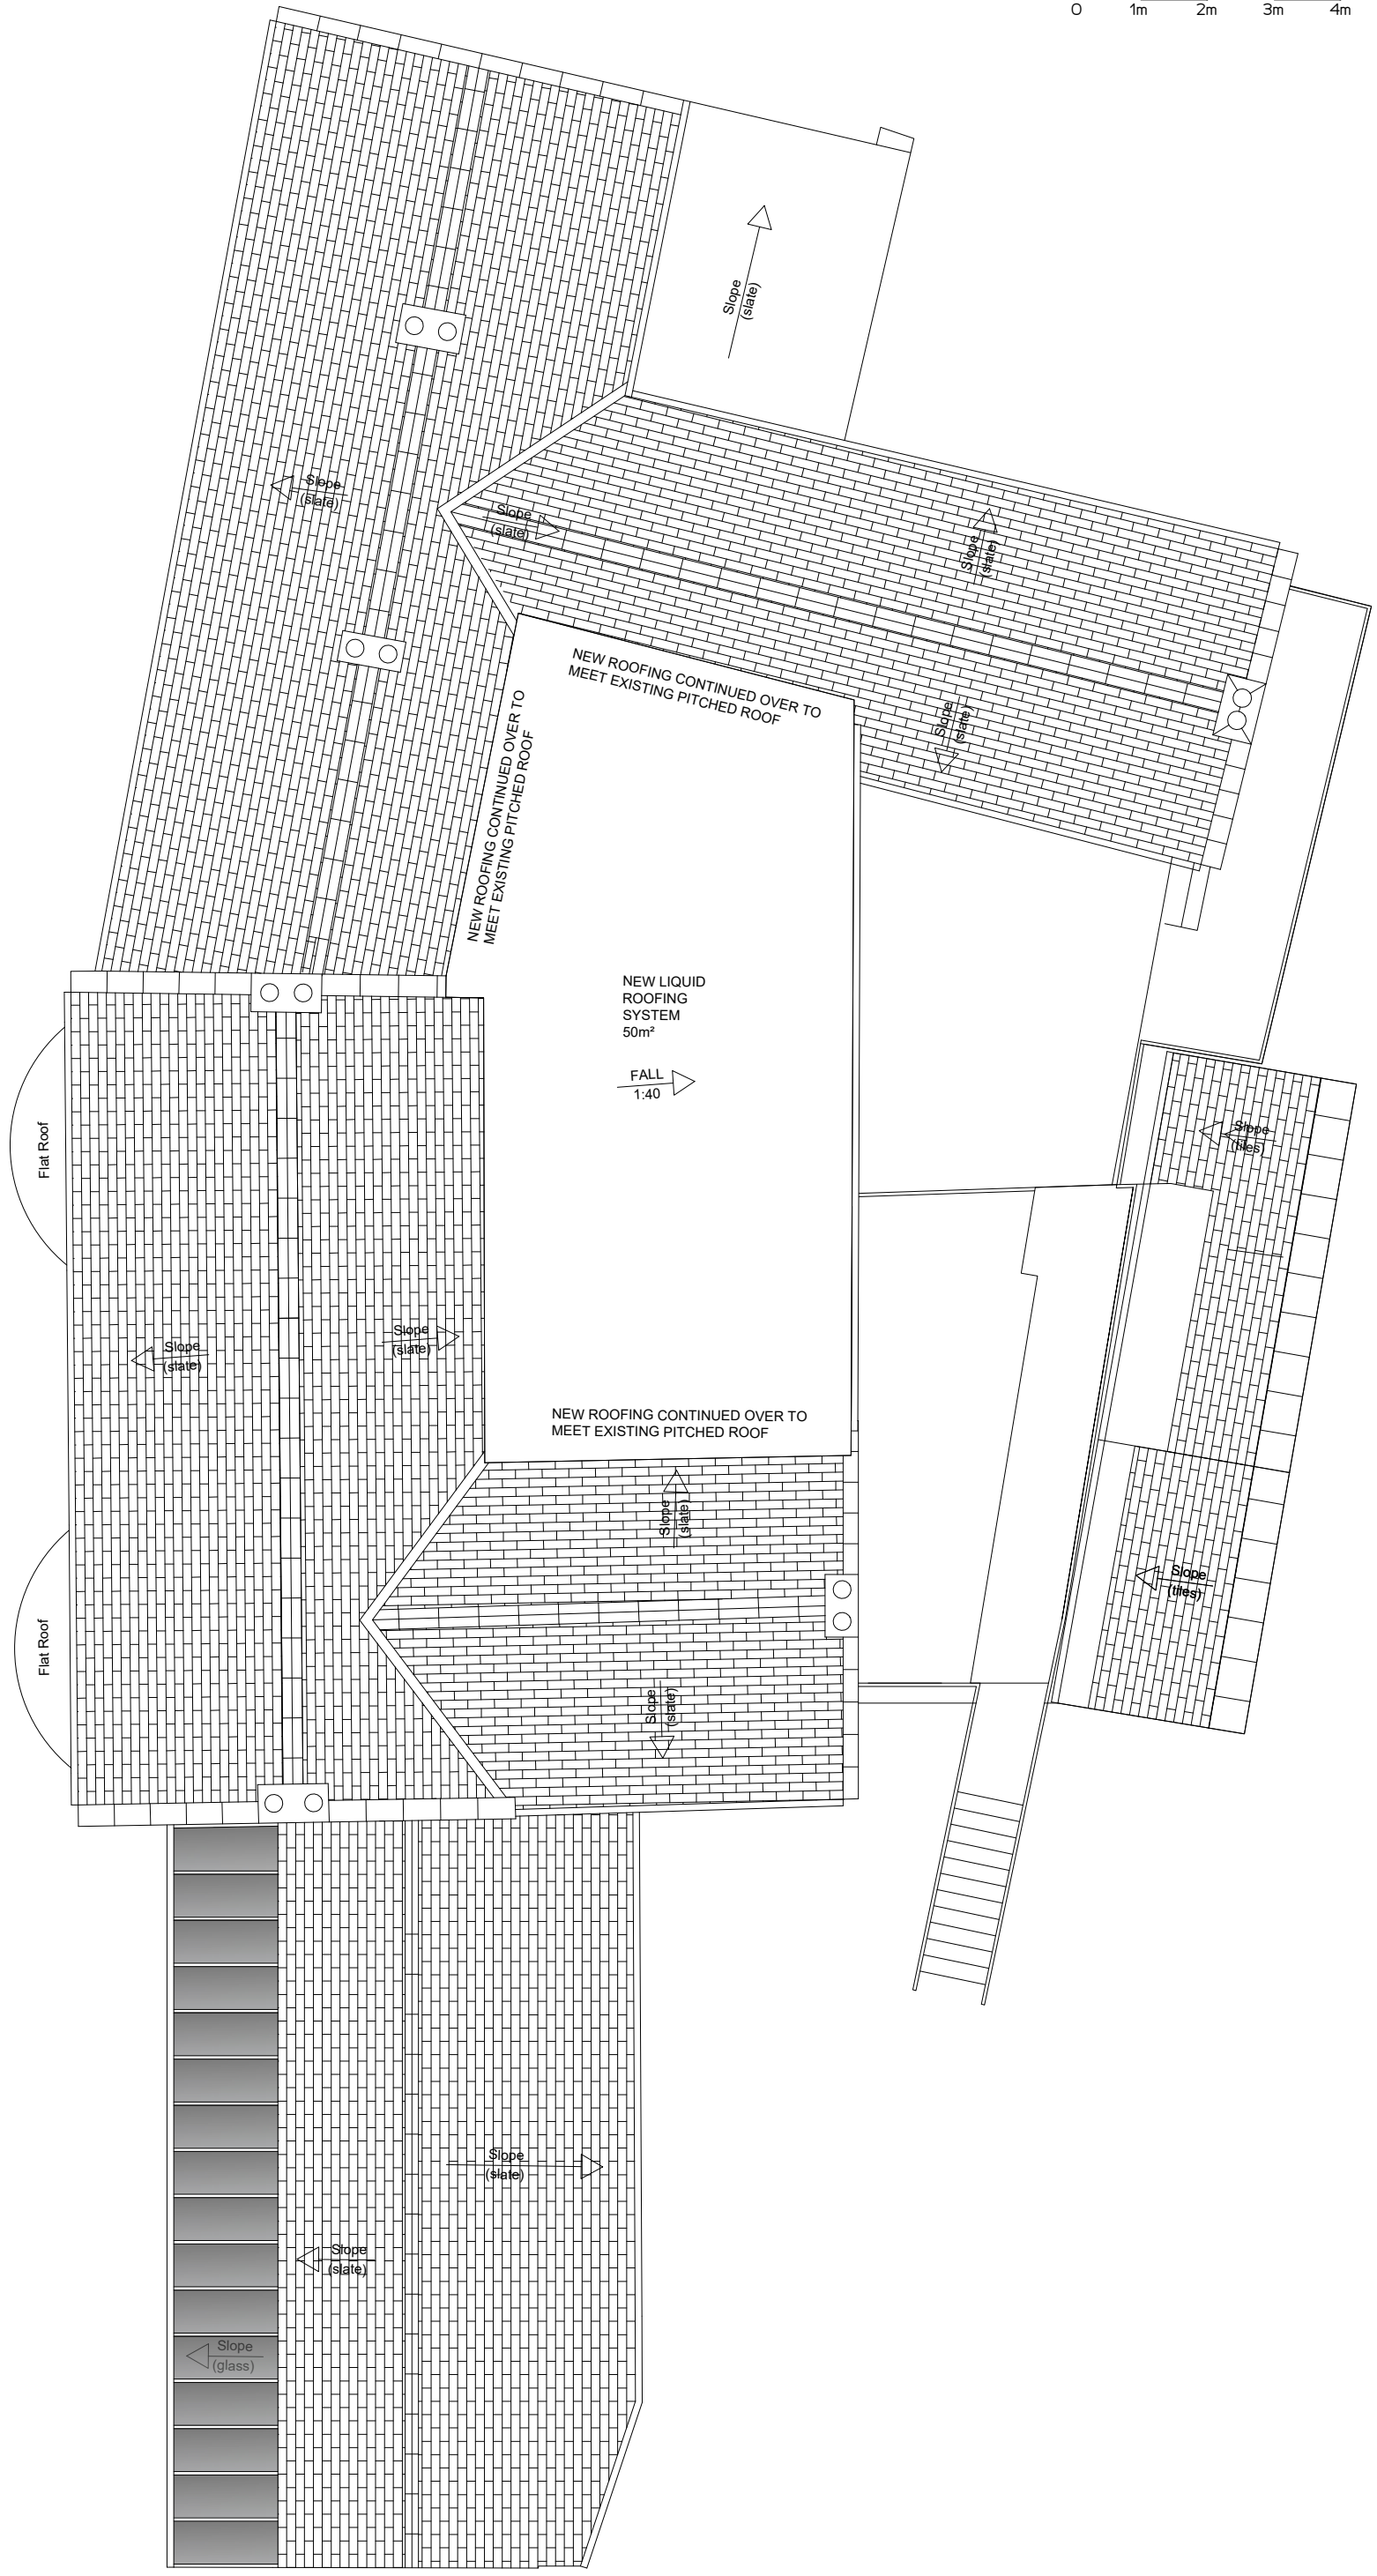 0 1m 2m 3m 4m
Slope
(slate)
Slope
(slate)
Slope
(slate)
Slope
(slate)
NEW ROOFING CONTINUED OVER TO
MEET EXISTING PITCHED ROOF
NEW ROOFING CONTINUED OVER TO
MEET EXISTING PITCHED ROOF
Slope
(slate)
NEW LIQUID
ROOFING
SYSTEM
50m²
FALL
1:40
Flat Roof
Slope
(tiles)
Slope
(slate)
Slope
(slate)
NEW ROOFING CONTINUED OVER TO
MEET EXISTING PITCHED ROOF
Slope
(slate)
Slope
(tiles)
Flat Roof
Slope
(slate)
Slope
(slate)
Slope
(slate)
Slope
(glass)